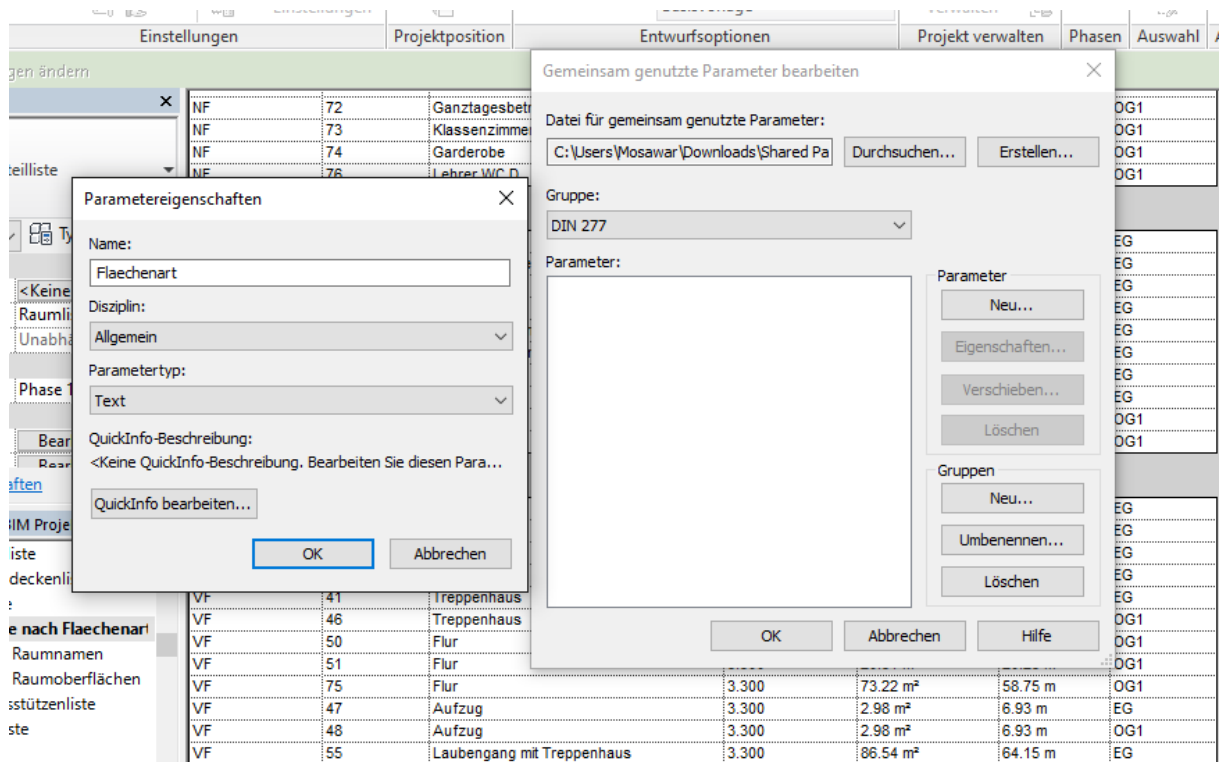 Einstellungen Projektposition Entwurfsoptionen Projekt verwalten Phasen Auswahl
gen ändern
teilliste
<Keine
Raumli
Unabhä
Phase 1
Bear
Bear
aften
BIM Proje
iste
deckenli
e nach Flaechenart
Raumnamen
Raumoberflächen
sstützenliste
ste
Parametereigenschaften
Name:
Flaechenart
Disziplin:
Allgemein
Parametertyp:
Text
QuickInfo-Beschreibung:
<Keine QuickInfo-Beschreibung. Bearbeiten Sie diesen Para...
QuickInfo bearbeiten...
OK Abbrechen
Gemeinsam genutzte Parameter bearbeiten
Datei für gemeinsam genutzte Parameter:
C:\Users\Mosawar\Downloads\Shared Pa Durchsuchen... Erstellen...
Gruppe:
DIN 277
Parameter:
Parameter
Neu...
Eigenschaften...
Verschieben...
Löschen
Gruppen
Neu...
Umbenennen...
Löschen
OK Abbrechen Hilfe
NF 72 Ganztagesbetr OG1
NF 73 Klassenzimme OG1
NF 74 Garderobe OG1
NF 76 Lehrer WC D OG1
EG
EG
EG
EG
EG
EG
EG
EG
OG1
OG1
EG
EG
EG
EG
VF 41 Treppenhaus EG
VF 46 Treppenhaus OG1
VF 50 Flur OG1
VF 51 Flur OG1
VF 75 Flur 3.300 73.22 m² 58.75 m OG1
VF 47 Aufzug 3.300 2.98 m² 6.93 m EG
VF 48 Aufzug 3.300 2.98 m² 6.93 m OG1
VF 55 Laubengang mit Treppenhaus 3.300 86.54 m² 64.15 m EG